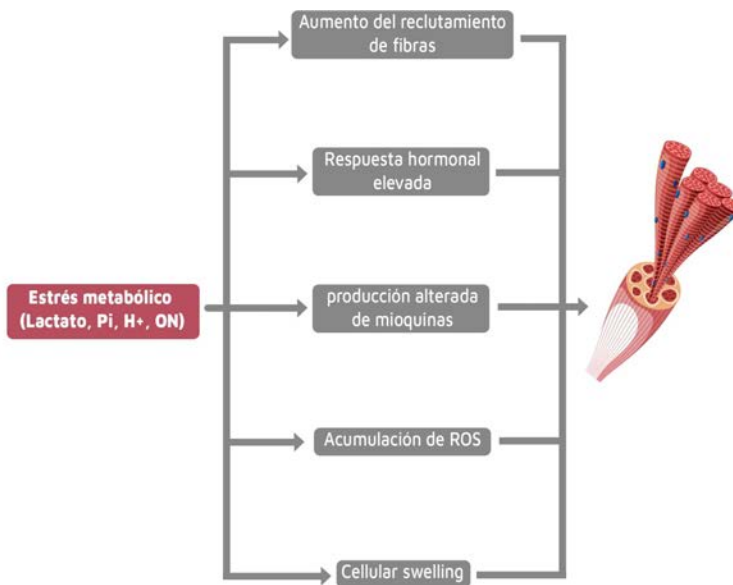 Aumento del reclutamiento
de fibras
Respuesta hormonal
elevada
Estrés metabólico
(Lactato, Pi, H+, ON)
producción alterada
de mioquinas
Acumulación de ROS
Cellular swelling